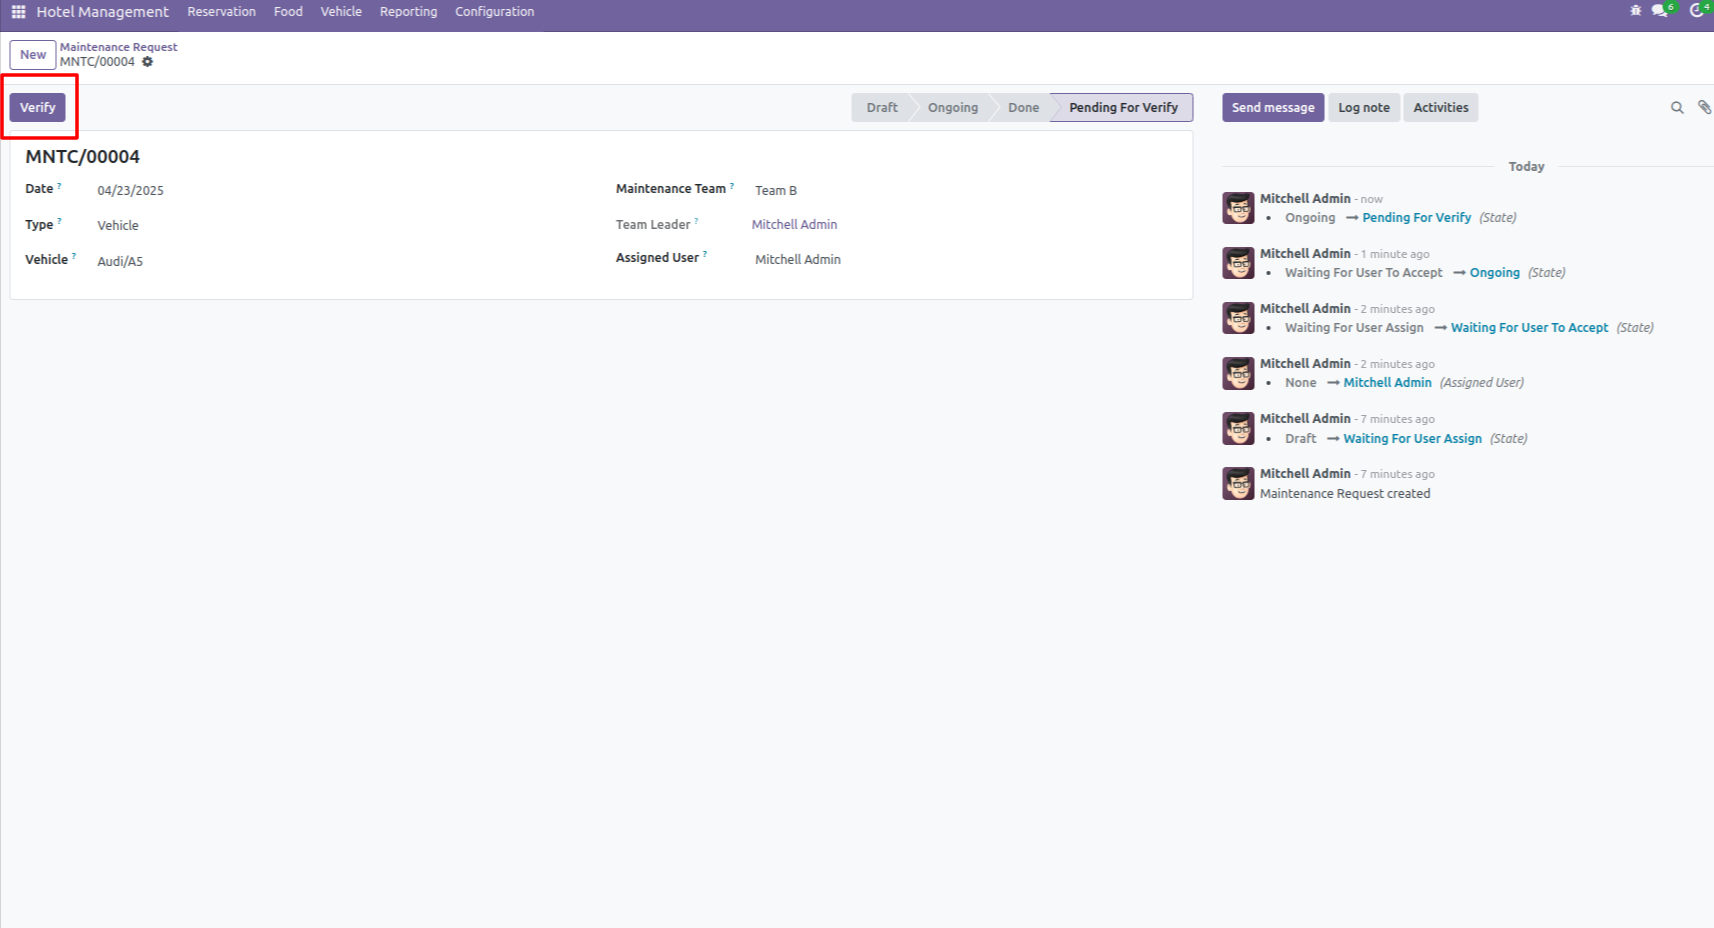 Hotel Management Reservation Food Vehicle Reporting Configuration 6 4
New Maintenance Request
MNTC/00004
Verify Draft Ongoing Done Pending For Verify
MNTC/00004
Date ? 04/23/2025 Maintenance Team ? Team B
Type ? Vehicle Team Leader ? Mitchell Admin
Vehicle ? Audi/A5 Assigned User ? Mitchell Admin
Send message Log note Activities
Today
Mitchell Admin - now
• Ongoing → Pending For Verify (State)
Mitchell Admin - 1 minute ago
• Waiting For User To Accept → Ongoing (State)
Mitchell Admin - 2 minutes ago
• Waiting For User Assign → Waiting For User To Accept (State)
Mitchell Admin - 2 minutes ago
• None → Mitchell Admin (Assigned User)
Mitchell Admin - 7 minutes ago
• Draft → Waiting For User Assign (State)
Mitchell Admin - 7 minutes ago
Maintenance Request created